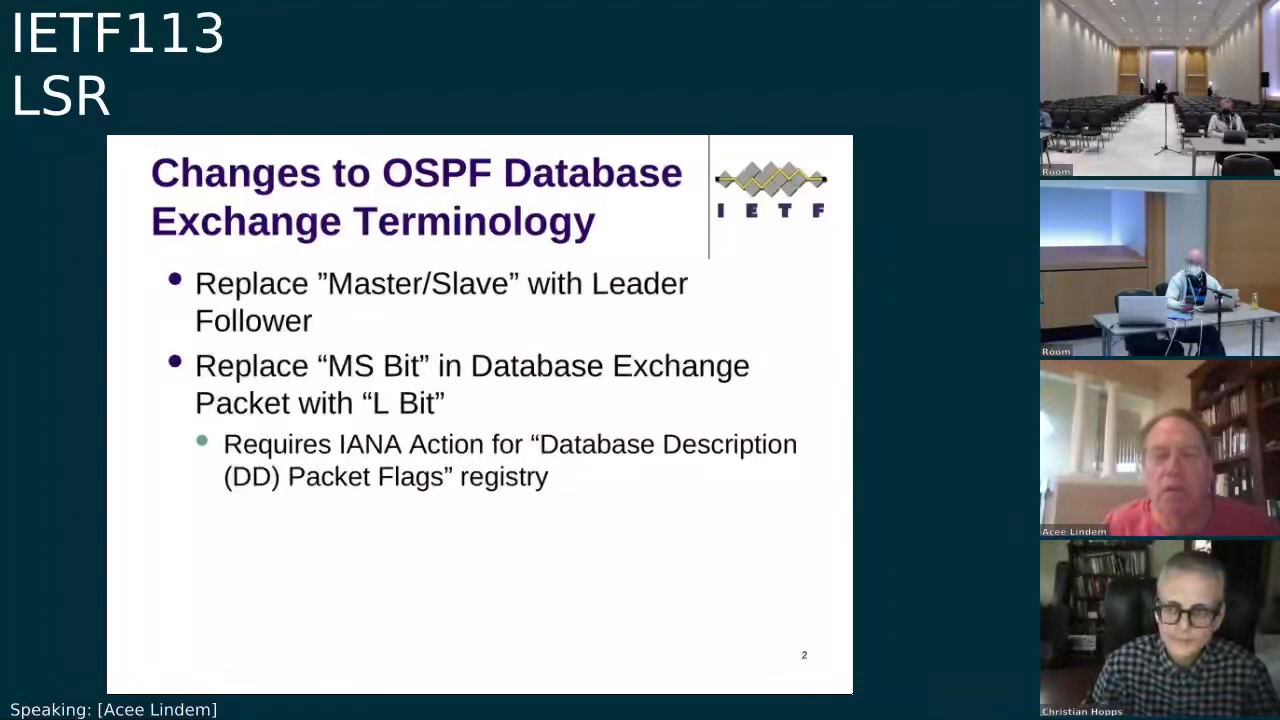 IETF113
LSR
Changes to OSPF Database
Exchange Terminology
I E T F
Replace ”Master/Slave” with Leader
Follower
Replace “MS Bit” in Database Exchange
Packet with “L Bit”
Requires IANA Action for “Database Description
(DD) Packet Flags” registry
2
Speaking: [Acee Lindem]
Room
Room
Acee Lindem
Christian Hopps